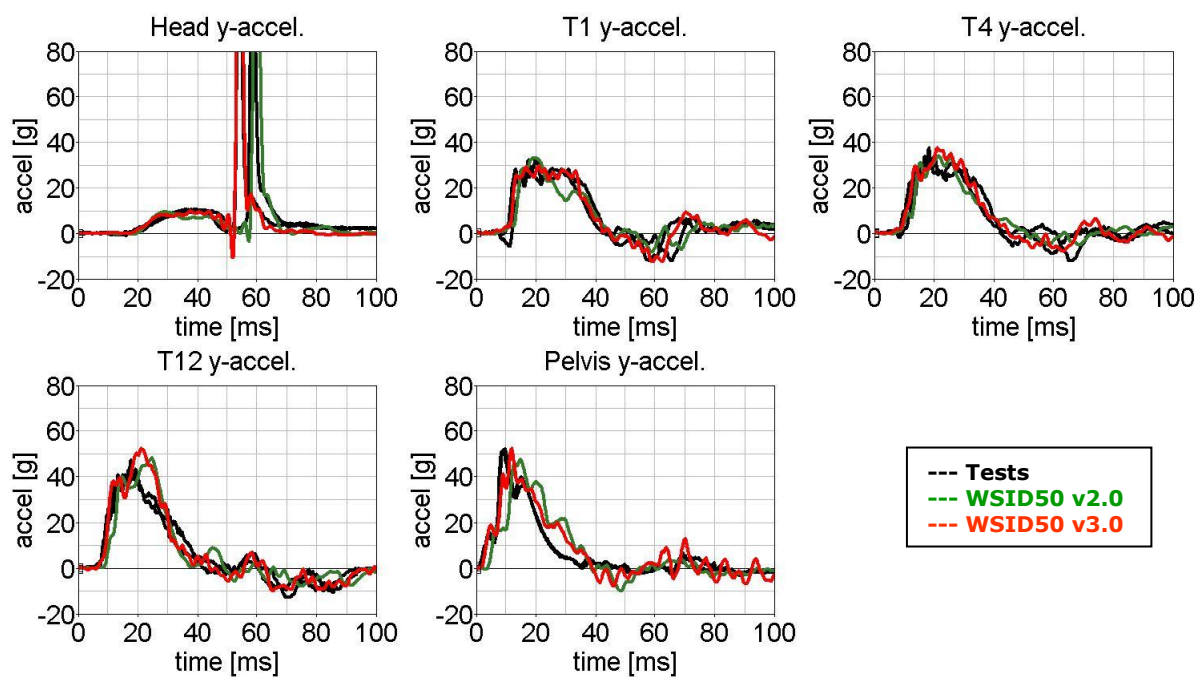 Head y-accel.
T1 y-accel.
T4 y-accel.
80
60
40
20
0
-20
accel [g]
0 20 40 60 80 100
time [ms]
80
60
40
20
0
-20
accel [g]
0 20 40 60 80 100
time [ms]
80
60
40
20
0
-20
accel [g]
0 20 40 60 80 100
time [ms]
T12 y-accel.
Pelvis y-accel.
80
60
40
20
0
-20
accel [g]
0 20 40 60 80 100
time [ms]
80
60
40
20
0
-20
accel [g]
0 20 40 60 80 100
time [ms]
--- Tests
--- WSID50 v2.0
--- WSID50 v3.0